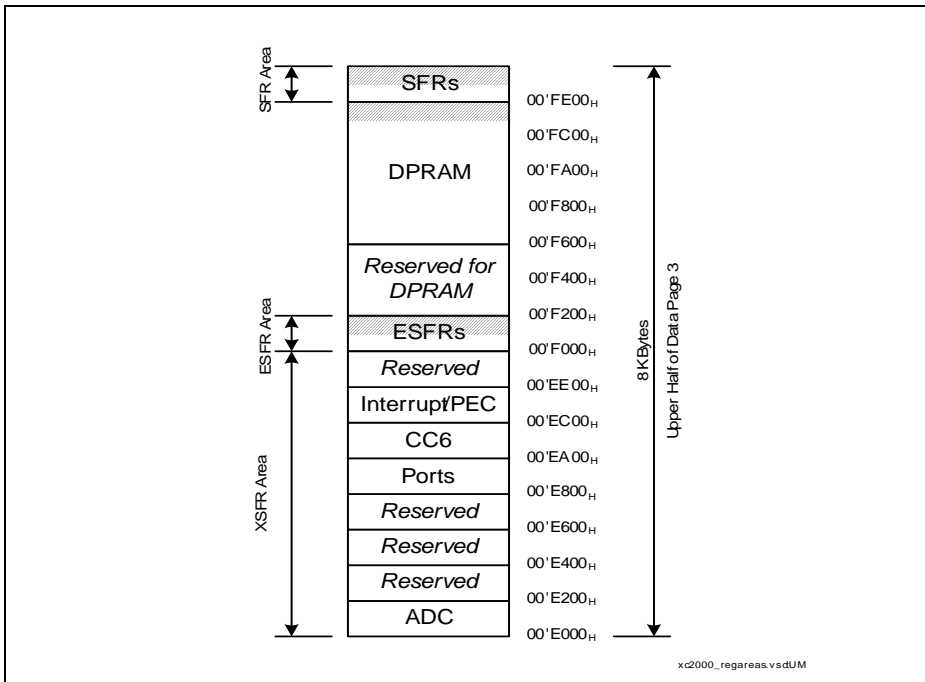 SFR Area
SFRs
00'FE00H
00'FC00H
DPRAM
00'FA00H
00'F800H
00'F600H
Reserved for
DPRAM
00'F400H
00'F200H
ESFR Area
ESFRs
00'F000H
Reserved
00'EE00H
Interrupt/PEC
00'EC00H
CC6
00'EA00H
Ports
00'E800H
Reserved
00'E600H
Reserved
00'E400H
Reserved
00'E200H
ADC
00'E000H
XSFR Area
8 KBytes
Upper Half of Data Page 3
xc2000_regareas.vsdUM